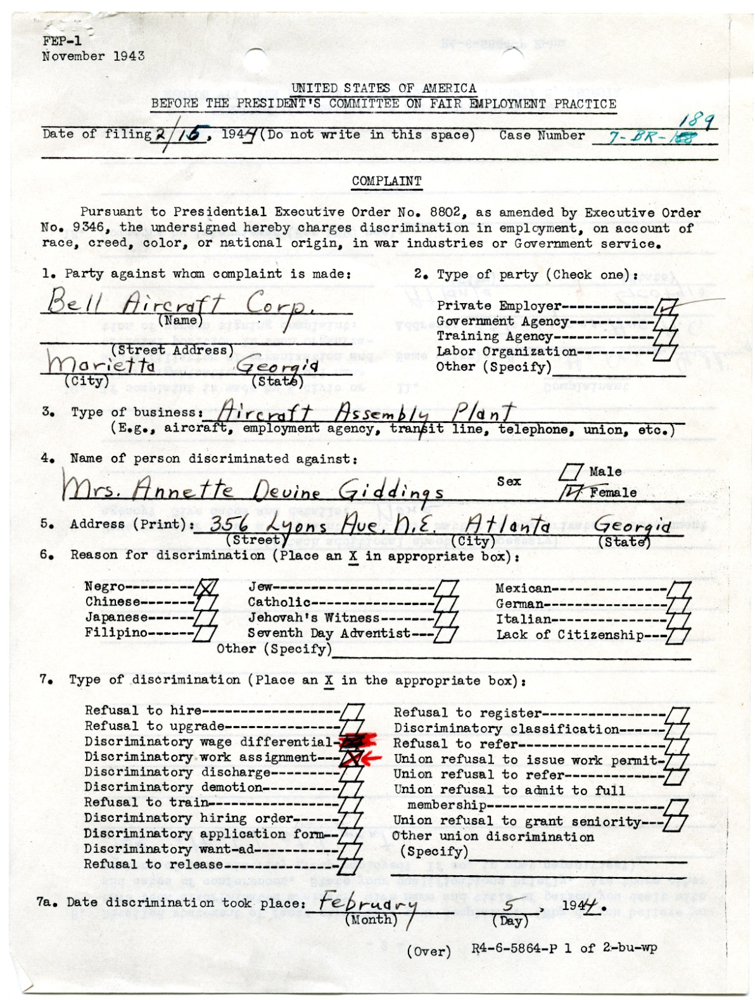 FEP-1
November 1943
UNITED STATES OF AMERICA
BEFORE THE PRESIDENT'S COMMITTEE ON FAIR EMPLOYMENT PRACTICE
189
Date of filing 2/15, 1944 (Do not write in this space) Case Number 7-BR-188
COMPLAINT
Pursuant to Presidential Executive Order No. 8802, as amended by Executive Order
No. 9346, the undersigned hereby charges discrimination in employment, on account of
race, creed, color, or national origin, in war industries or Government service.
1. Party against whom complaint is made:
Bell Aircraft Corp.
(Name)
(Street Address)
Marietta Georgia
(City) (State)
2. Type of party (Check one):
Private Employer
Government Agency
Training Agency
Labor Organization
Other (Specify)
3. Type of business: Aircraft Assembly Plant
(E.g., aircraft, employment agency, transit line, telephone, union, etc.)
4. Name of person discriminated against:
Mrs. Annette Devine Giddings
Sex Male
Female
5. Address (Print): 356 Lyons Ave. N.E. Atlanta Georgia
(Street) (City) (State)
6. Reason for discrimination (Place an X in appropriate box):
Negro X Jew Mexican
Chinese Catholic German
Japanese Jehovah's Witness Italian
Filipino Seventh Day Adventist Lack of Citizenship
Other (Specify)
7. Type of discrimination (Place an X in the appropriate box):
Refusal to hire
Refusal to upgrade
Discriminatory wage differential
Discriminatory work assignment X
Discriminatory discharge
Discriminatory demotion
Refusal to train
Discriminatory hiring order
Discriminatory application form
Discriminatory want-ad
Refusal to release
Refusal to register
Discriminatory classification
Refusal to refer
Union refusal to issue work permit
Union refusal to refer
Union refusal to admit to full
membership
Union refusal to grant seniority
Other union discrimination
(Specify)
7a. Date discrimination took place: February 5, 1944.
(Month) (Day)
(Over) R4-6-5864-P 1 of 2-bu-wp